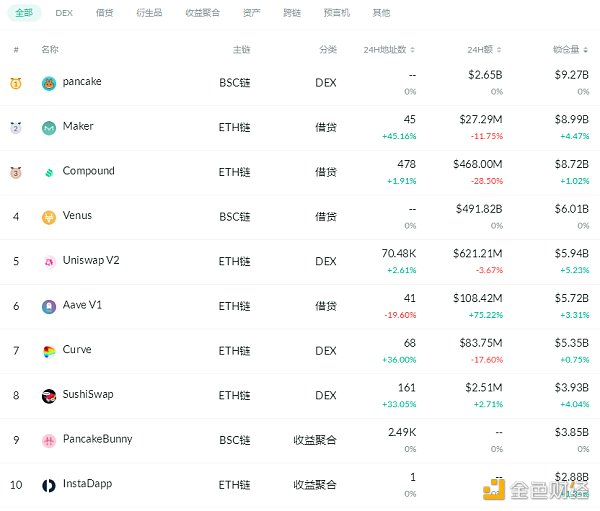 全部 DEX 借贷 衍生品 收益聚合 资产 跨链 预言机 其他
# 名称 主链 分类 24H地址数 24H额 锁仓量
1 pancake BSC链 DEX -- $2.65B $9.27B
0% 0% 0%
2 Maker ETH链 借贷 45 $27.29M $8.99B
+45.16% -11.75% +4.47%
3 Compound ETH链 借贷 478 $468.00M $8.72B
+1.91% -28.50% +1.02%
4 Venus BSC链 借贷 -- $491.82B $6.01B
0% 0% 0%
5 Uniswap V2 ETH链 DEX 70.48K $621.21M $5.94B
+2.61% -3.67% +5.23%
6 Aave V1 ETH链 借贷 41 $108.42M $5.72B
-19.60% +75.22% +3.31%
7 Curve ETH链 DEX 68 $83.75M $5.35B
+36.00% -17.60% +0.75%
8 SushiSwap ETH链 DEX 161 $2.51M $3.93B
+33.05% +2.71% +4.04%
9 PancakeBunny BSC链 收益聚合 2.49K -- $3.85B
0% 0% 0%
10 InstaDapp ETH链 收益聚合 1 -- $2.88B
0% 0%
金色财经